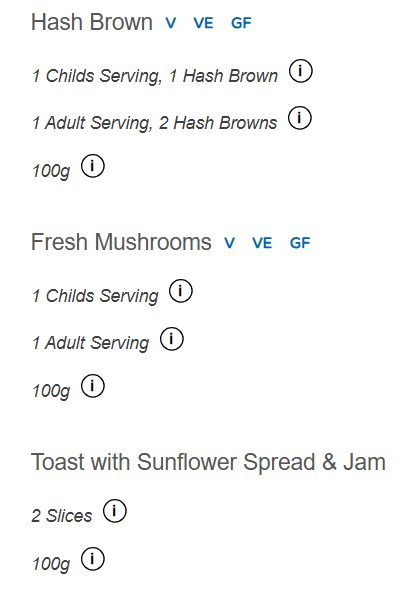 Hash Brown V VE GF
1 Childs Serving, 1 Hash Brown i
1 Adult Serving, 2 Hash Browns i
100g i
Fresh Mushrooms V VE GF
1 Childs Serving i
1 Adult Serving i
100g i
Toast with Sunflower Spread & Jam
2 Slices i
100g i